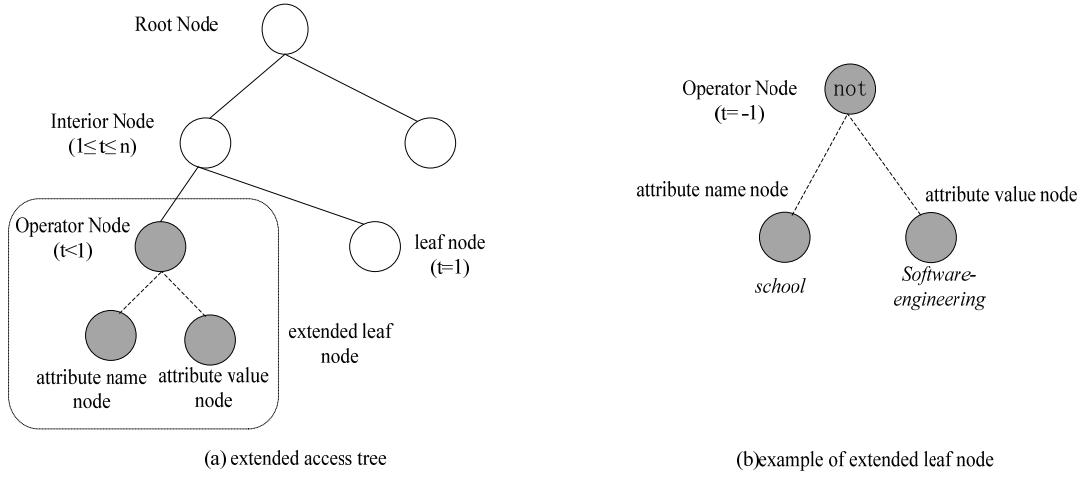 Root Node
Interior Node
(1≤t≤n)
Operator Node
(t<1)
leaf node
(t=1)
extended leaf
node
attribute name
node
attribute value
node
(a) extended access tree
Operator Node
(t=-1)
not
attribute name node
attribute value node
school
Software-
engineering
(b)example of extended leaf node